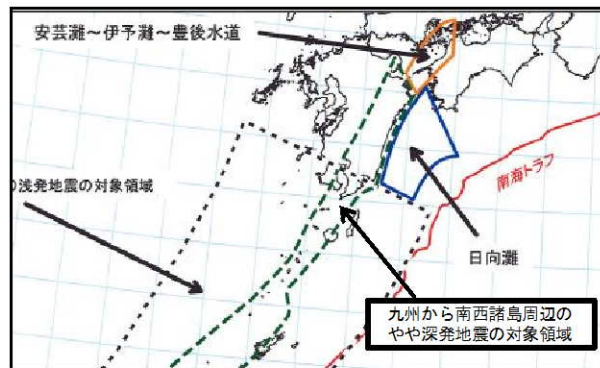 安芸灘～伊予灘～豊後水道
の浅発地震の対象領域
南海トラフ
日向灘
九州から南西諸島周辺の
やや深発地震の対象領域